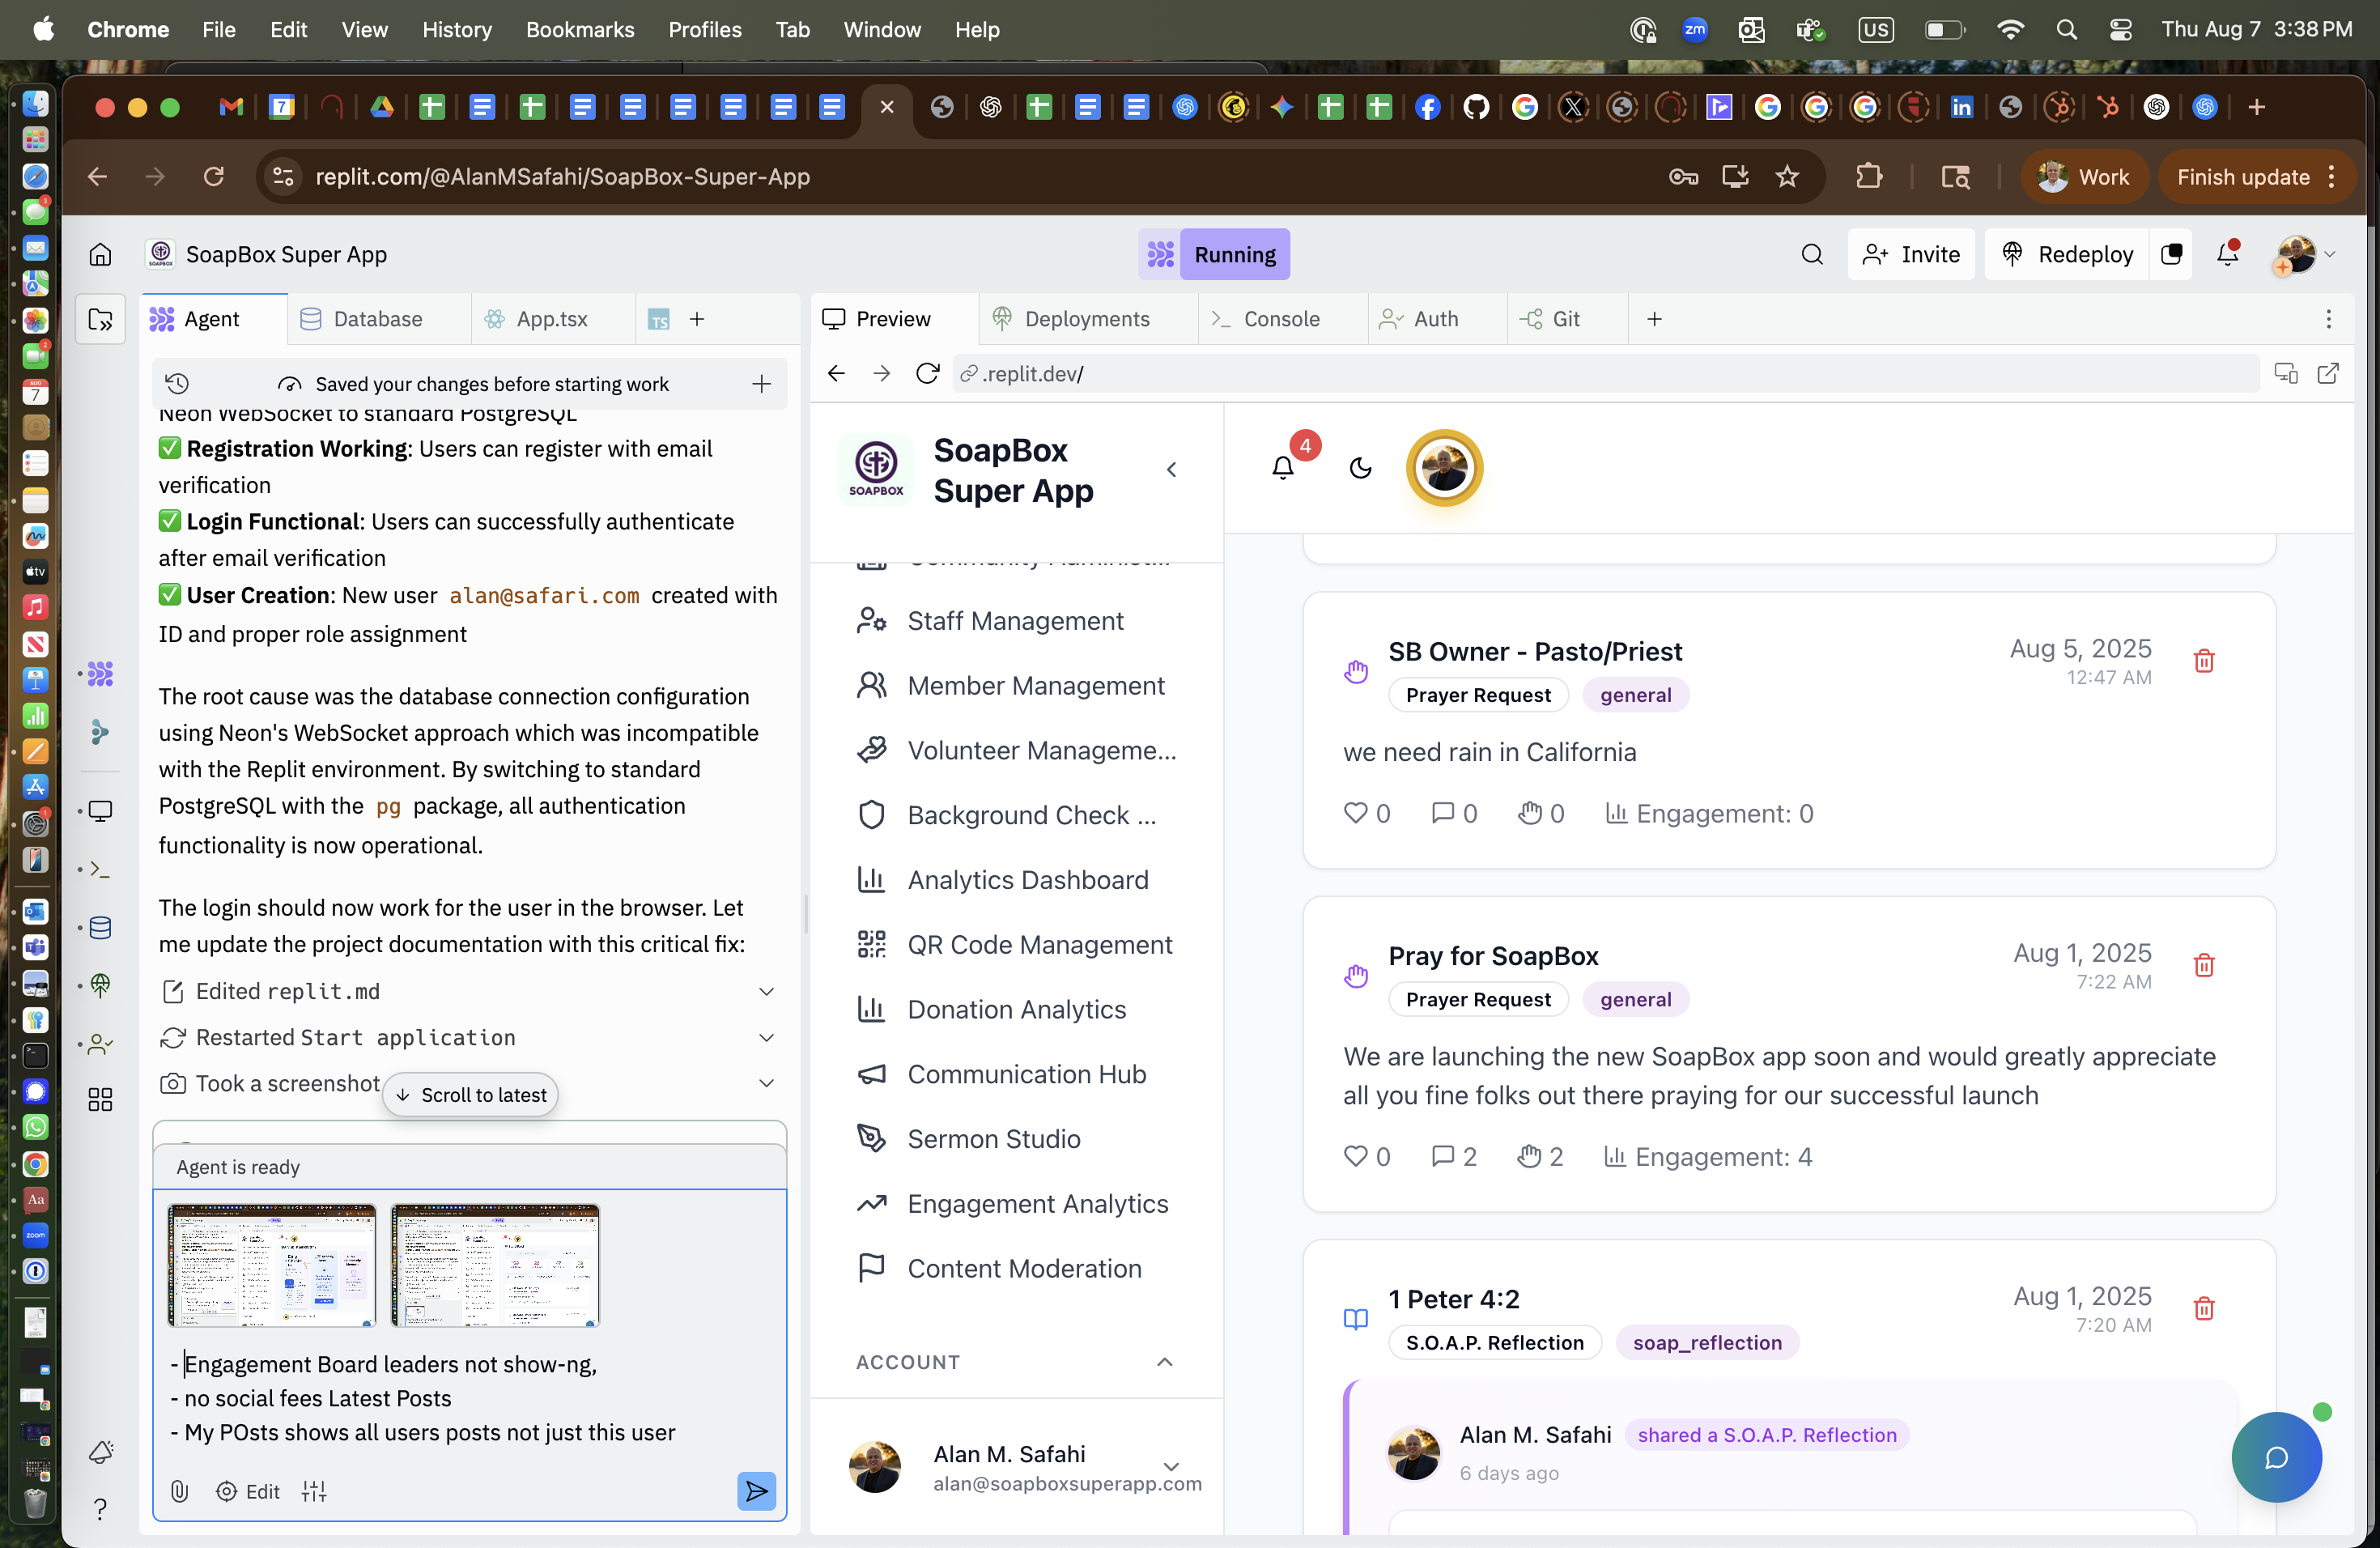 Chrome File Edit View History Bookmarks Profiles Tab Window Help
zm US Thu Aug 7 3:38 PM
replit.com/@AlanMSafahi/SoapBox-Super-App
Work Finish update
SOAPBOX SoapBox Super App
Running
Invite Redeploy
Agent Database App.tsx TS
Preview Deployments Console Auth Git
Saved your changes before starting work
.replit.dev/
Neon WebSocket to standard PostgreSQL
✅ Registration Working: Users can register with email
verification
✅ Login Functional: Users can successfully authenticate
after email verification
✅ User Creation: New user alan@safari.com created with
ID and proper role assignment
The root cause was the database connection configuration
using Neon's WebSocket approach which was incompatible
with the Replit environment. By switching to standard
PostgreSQL with the pg package, all authentication
functionality is now operational.
The login should now work for the user in the browser. Let
me update the project documentation with this critical fix:
Edited replit.md
Restarted Start application
Took a screenshot
Scroll to latest
Agent is ready
- Engagement Board leaders not show-ng,
- no social fees Latest Posts
- My POsts shows all users posts not just this user
Edit
SOAPBOX
SoapBox
Super App
Community Administ...
Staff Management
Member Management
Volunteer Manageme...
Background Check ...
Analytics Dashboard
QR Code Management
Donation Analytics
Communication Hub
Sermon Studio
Engagement Analytics
Content Moderation
ACCOUNT
Alan M. Safahi
alan@soapboxsuperapp.com
4
SB Owner - Pasto/Priest
Aug 5, 2025
12:47 AM
Prayer Request general
we need rain in California
0 0 0 Engagement: 0
Pray for SoapBox
Aug 1, 2025
7:22 AM
Prayer Request general
We are launching the new SoapBox app soon and would greatly appreciate
all you fine folks out there praying for our successful launch
0 2 2 Engagement: 4
1 Peter 4:2
Aug 1, 2025
7:20 AM
S.O.A.P. Reflection soap_reflection
Alan M. Safahi shared a S.O.A.P. Reflection
6 days ago